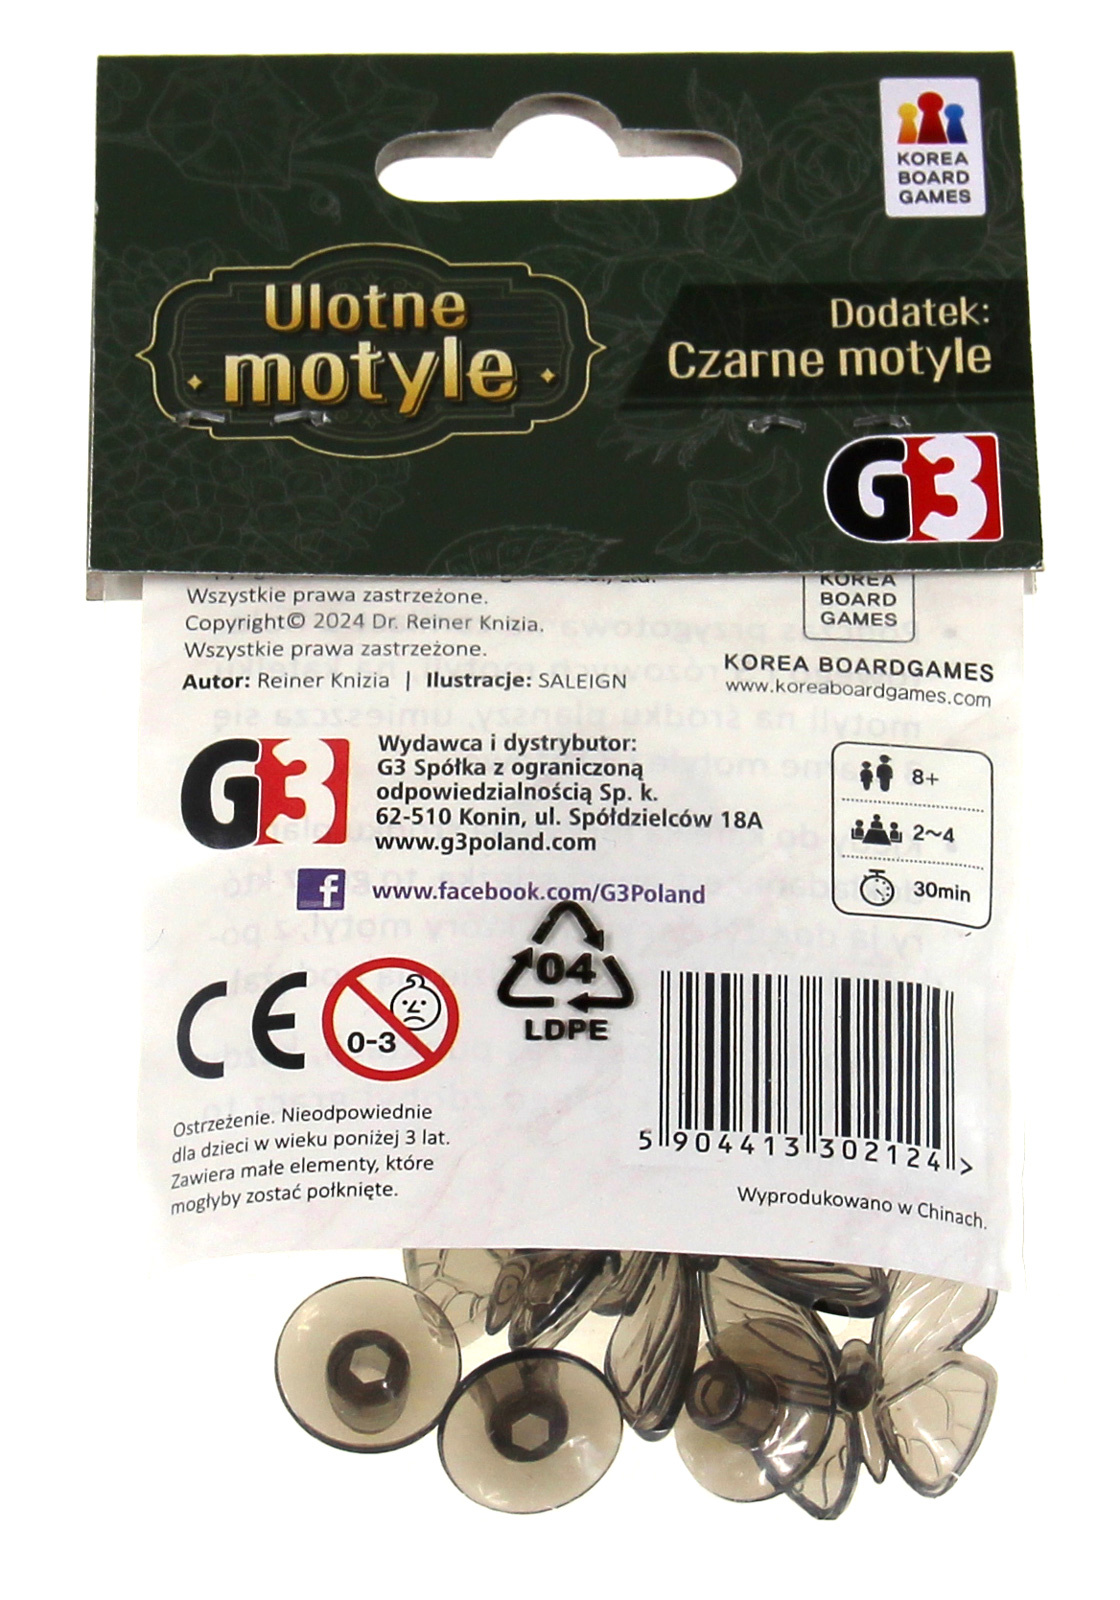 KOREA
BOARD
GAMES
Ulotne
motyle
Dodatek:
Czarne motyle
G3
Wszystkie prawa zastrzeżone.
Copyright© 2024 Dr. Reiner Knizia.
Wszystkie prawa zastrzeżone.
Autor: Reiner Knizia | Ilustracje: SALEIGN
KOREA
BOARD
GAMES
KOREA BOARDGAMES
www.koreaboardgames.com
G3
Wydawca i dystrybutor:
G3 Spółka z ograniczoną
odpowiedzialnością Sp. k.
62-510 Konin, ul. Spółdzielców 18A
www.g3poland.com
f www.facebook.com/G3Poland
8+
2~4
30min
CE
0-3
04
LDPE
Ostrzeżenie. Nieodpowiednie
dla dzieci w wieku poniżej 3 lat.
Zawiera małe elementy, które
mogłyby zostać połknięte.
5 904413 302124 >
Wyprodukowano w Chinach.